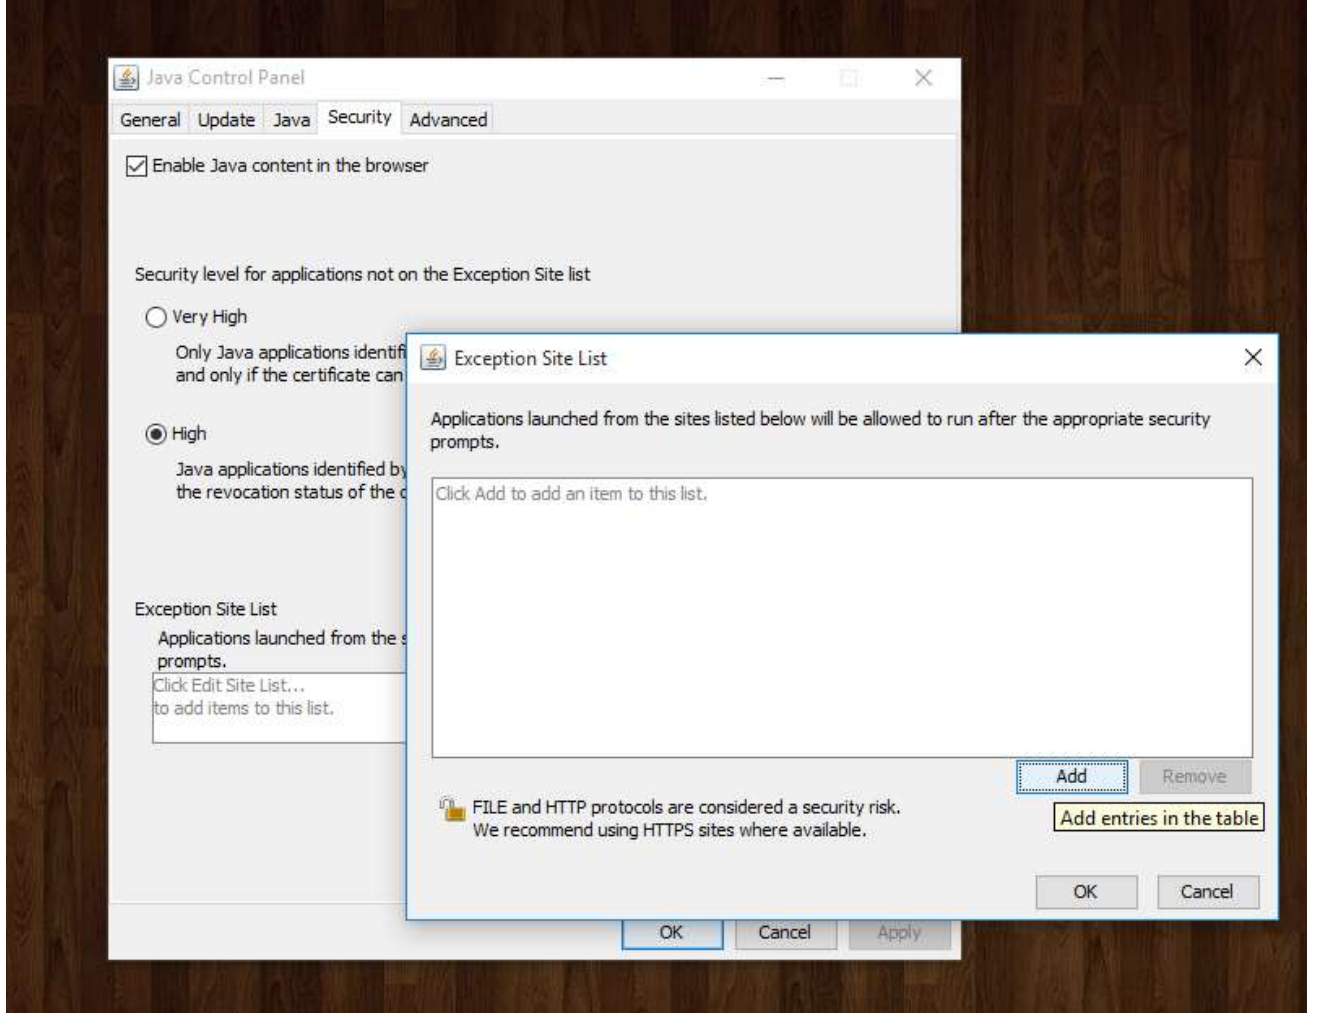 Java Control Panel
General Update Java Security Advanced
Enable Java content in the browser
Security level for applications not on the Exception Site list
Very High
Only Java applications identif
and only if the certificate can
High
Java applications identified by
the revocation status of the
Exception Site List
Applications launched from the
prompts.
Click Edit Site List...
to add items to this list.
OK Cancel Apply
Exception Site List
Applications launched from the sites listed below will be allowed to run after the appropriate security
prompts.
Click Add to add an item to this list.
Add Remove
FILE and HTTP protocols are considered a security risk.
We recommend using HTTPS sites where available.
Add entries in the table
OK Cancel